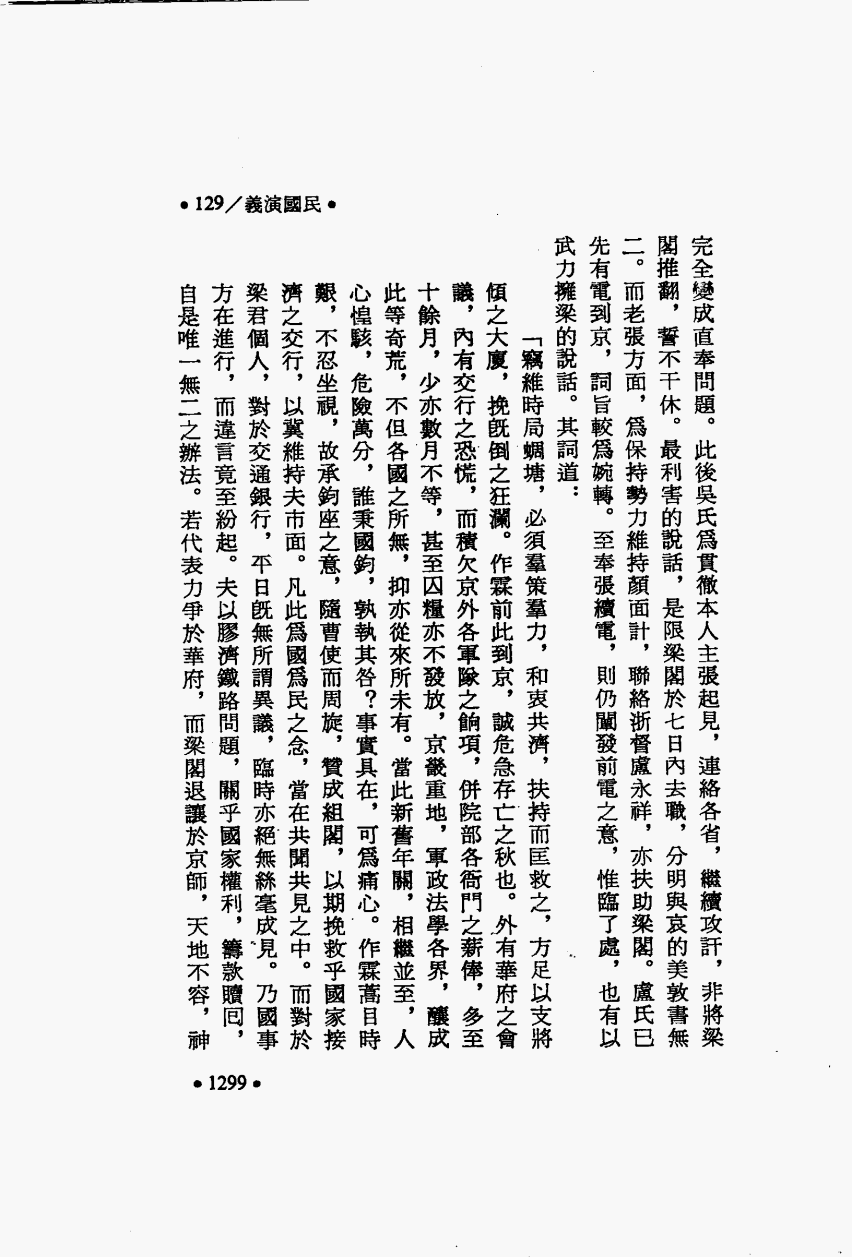 •129／義演國民•
完全變成直奉問題。此後吳氏爲貫徹本人主張起見，連絡各省，繼續攻訐，非將梁
閣推翻，誓不干休。最利害的說話，是限梁閣於七日內去職，分明與哀的美敦書無
二。而老張方面，爲保持勢力維持顏面計，聯絡浙督盧永祥，亦扶助梁閣。盧氏已
先有電到京，詞旨較爲婉轉。至奉張續電，則仍闡發前電之意，惟臨了處，也有以
武力擁梁的說話。其詞道：
「竊維時局蜩螗，必須羣策羣力，和衷共濟，扶持而匡救之，方足以支將
傾之大廈，挽旣倒之狂瀾。作霖前此到京，誠危急存亡之秋也。外有華府之會
議，內有交行之恐慌，而積欠京外各軍隊之餉項，併院部各衙門之薪俸，多至
十餘月，少亦數月不等，甚至囚糧亦不發放，京畿重地，軍政法學各界，釀成
此等奇荒，不但各國之所無，抑亦從來所未有。當此新舊年關，相繼並至，人
心惶駭，危險萬分，誰秉國鈞，孰執其咎？事實具在，可爲痛心。作霖蒿目時
艱，不忍坐視，故承鈞座之意，隨曹使而周旋，贊成組閣，以期挽救乎國家接
濟之交行，以冀維持夫市面。凡此爲國爲民之念，當在共聞共見之中。而對於
梁君個人，對於交通銀行，平日旣無所謂異議，臨時亦絕無絲毫成見。乃國事
方在進行，而違言竟至紛起。夫以膠濟鐵路問題，關乎國家權利，籌款贖回，
自是唯一無二之辦法。若代表力爭於華府，而梁閣退讓於京師，天地不容，神
•1299•